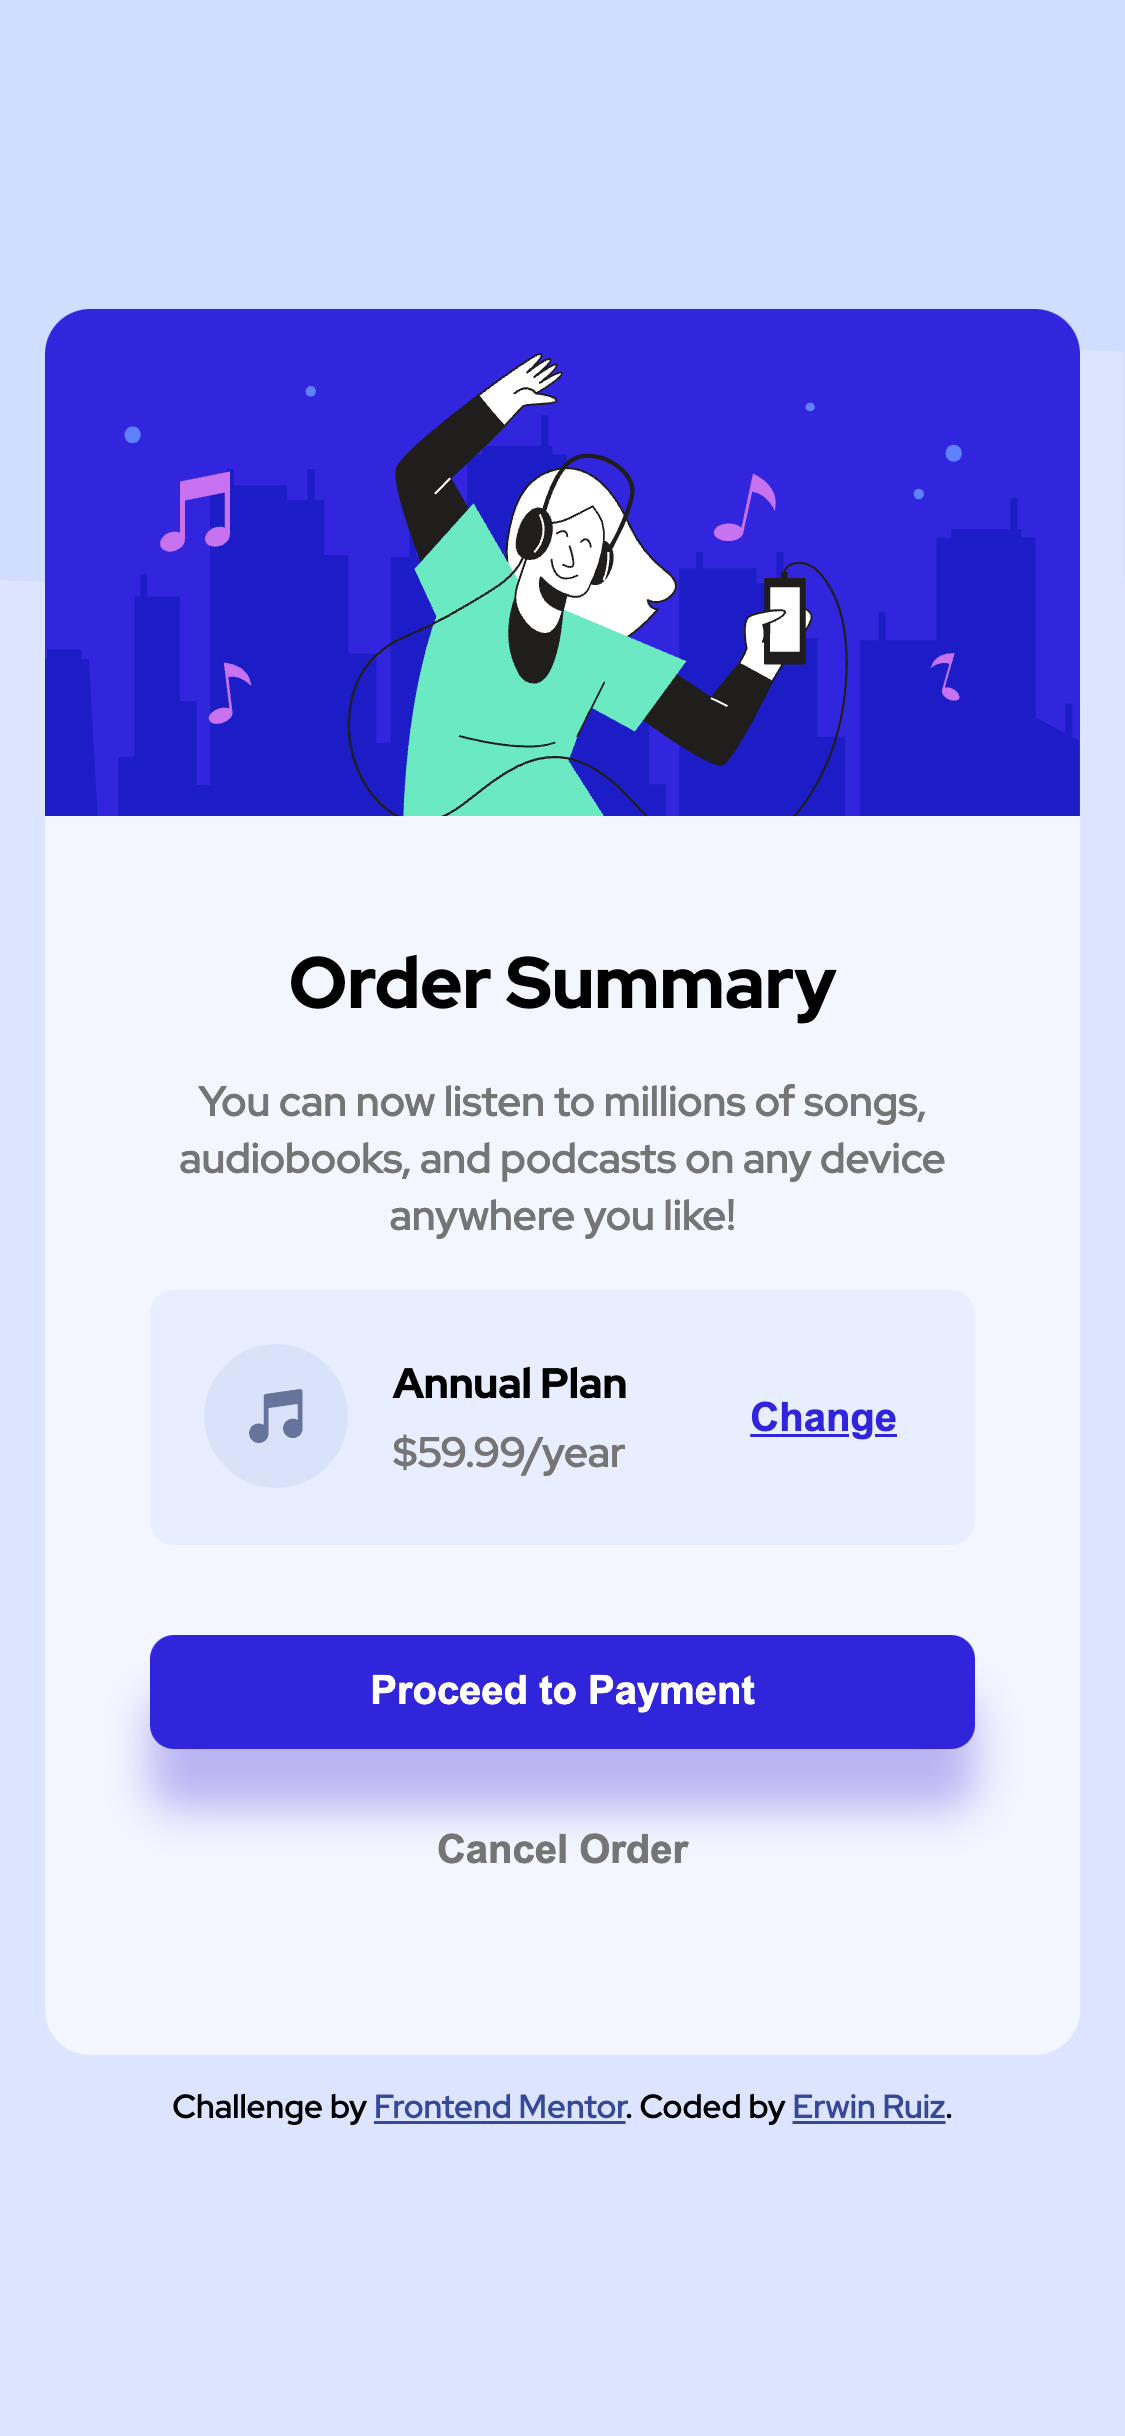 Order Summary
You can now listen to millions of songs,
audiobooks, and podcasts on any device
anywhere you like!
Annual Plan
$59.99/year
Change
Proceed to Payment
Cancel Order
Challenge by Frontend Mentor. Coded by Erwin Ruiz.